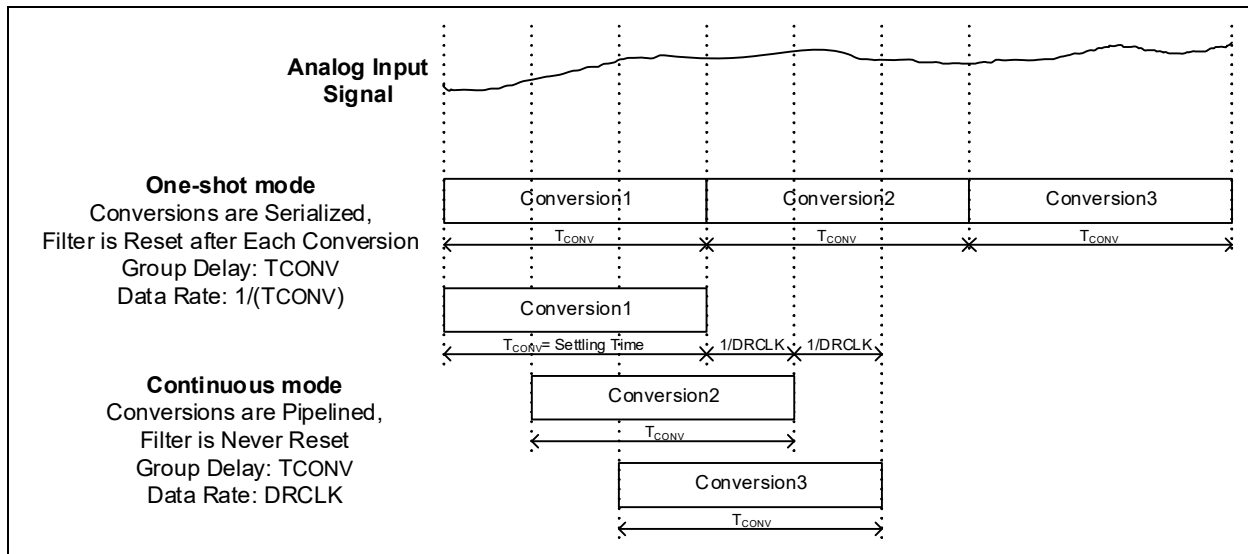 Analog Input
Signal
One-shot mode
Conversions are Serialized,
Filter is Reset after Each Conversion
Group Delay: TCONV
Data Rate: 1/(TCONV)
Conversion1
Conversion2
Conversion3
TCONV
TCONV
TCONV
Conversion1
TCONV= Settling Time
1/DRCLK
1/DRCLK
Continuous mode
Conversions are Pipelined,
Filter is Never Reset
Group Delay: TCONV
Data Rate: DRCLK
Conversion2
TCONV
Conversion3
TCONV